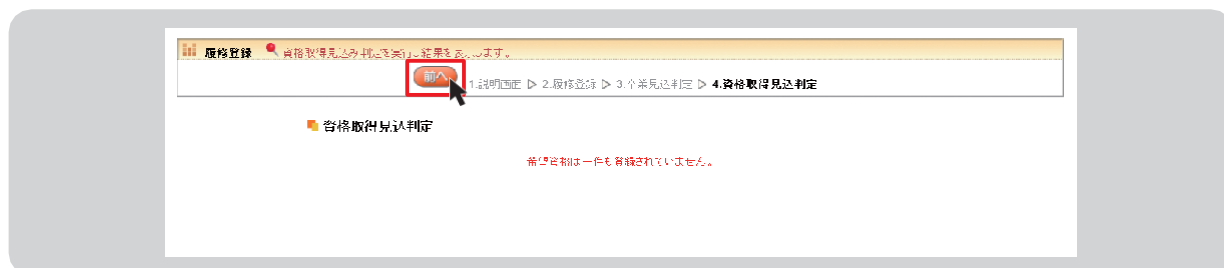 履修登録 資格取得見込み判定を実行し結果を表示します。
前へ 1.説明画面 ▷ 2.履修登録 ▷ 3.卒業見込判定 ▷ 4.資格取得見込判定
資格取得見込判定
希望資格は一件も登録されていません。